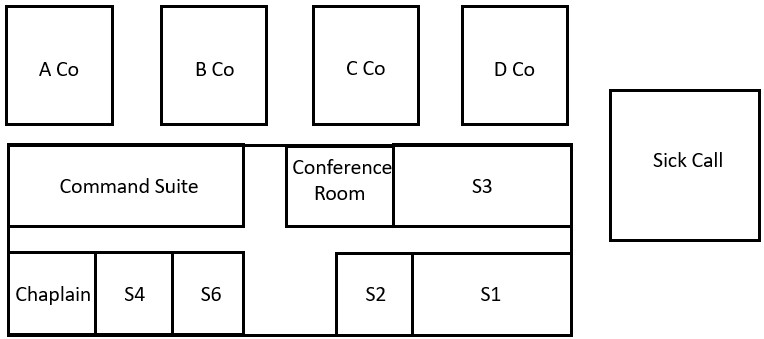 A Co
B Co
C Co
D Co
Sick Call
Command Suite
Conference
Room
S3
Chaplain
S4
S6
S2
S1